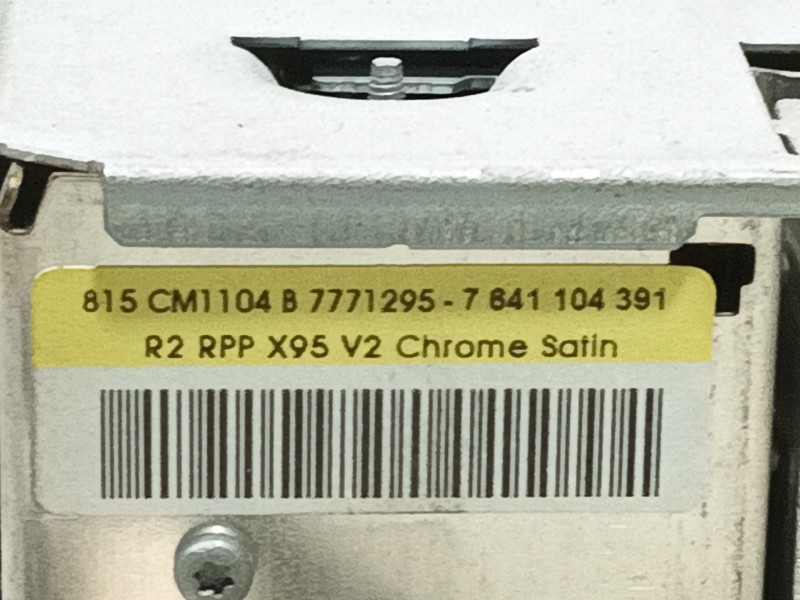 815 CM1104 B 7771295 - 7 641 104 391
R2 RPP X95 V2 Chrome Satin